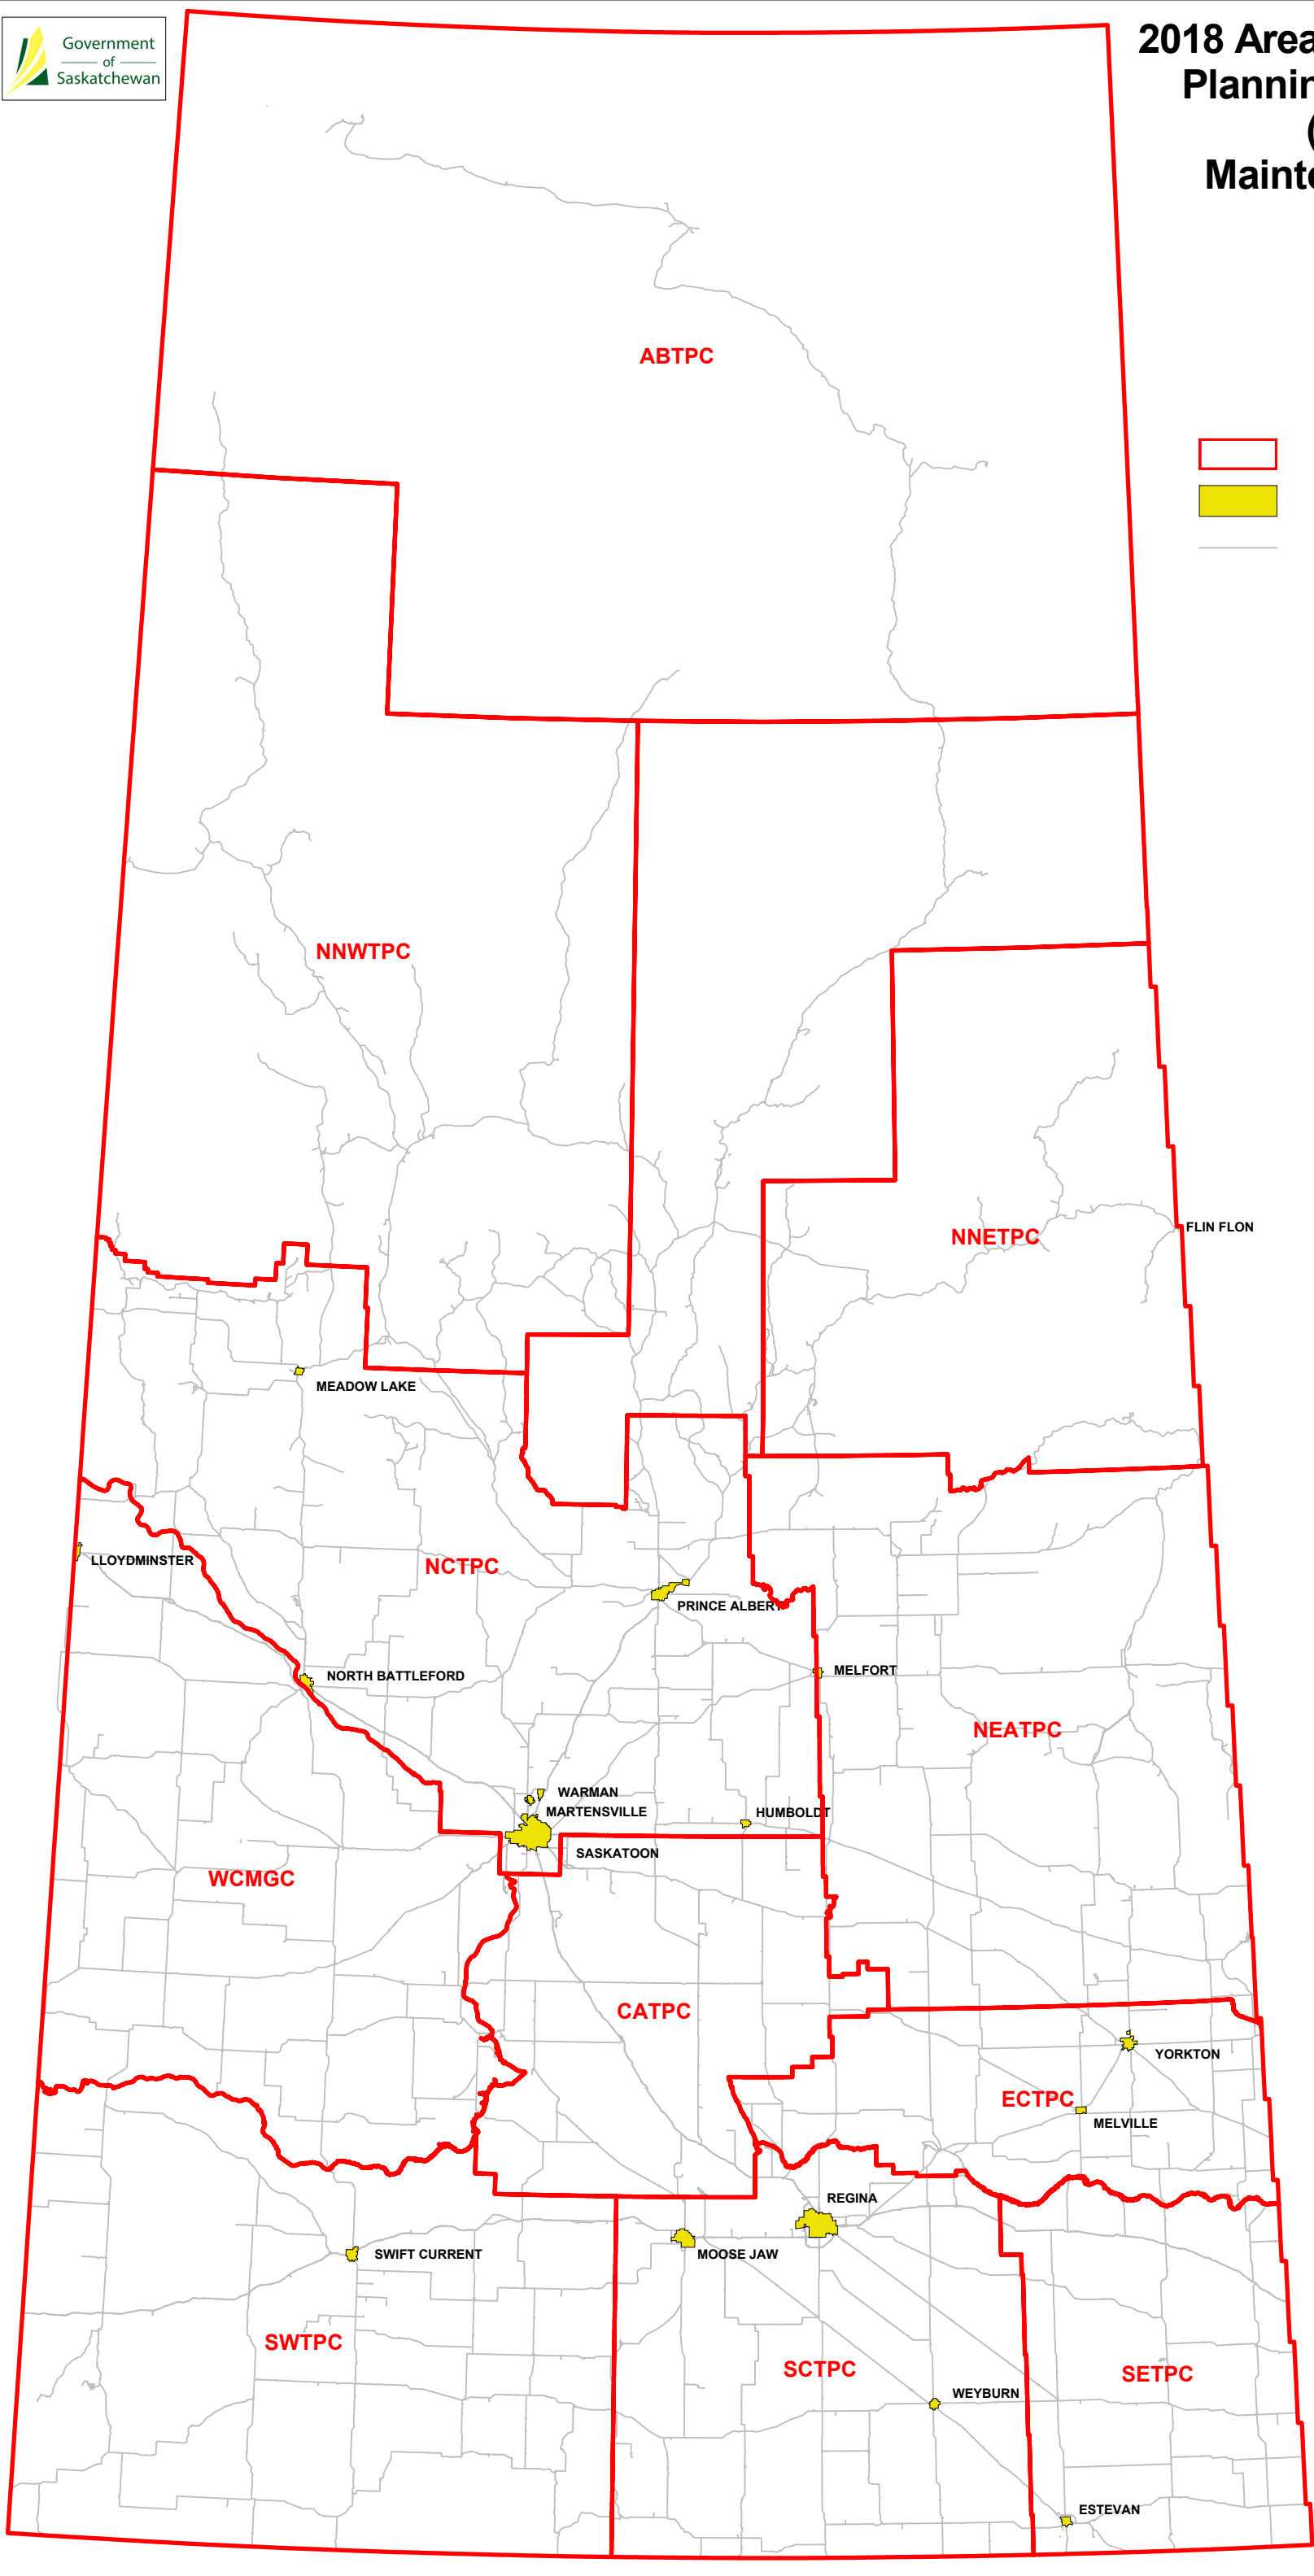 Government
of
Saskatchewan
2018 Area
Plannin
(
Mainte
ABTPC
NNWTPC
NNETPC
FLIN FLON
MEADOW LAKE
LLOYDMINSTER
NCTPC
PRINCE ALBERT
NORTH BATTLEFORD
MELFORT
NEATPC
WARMAN
MARTENSVILLE
HUMBOLDT
SASKATOON
WCMGC
CATPC
YORKTON
ECTPC
MELVILLE
REGINA
SWIFT CURRENT
MOOSE JAW
SWTPC
SCTPC
SETPC
WEYBURN
ESTEVAN